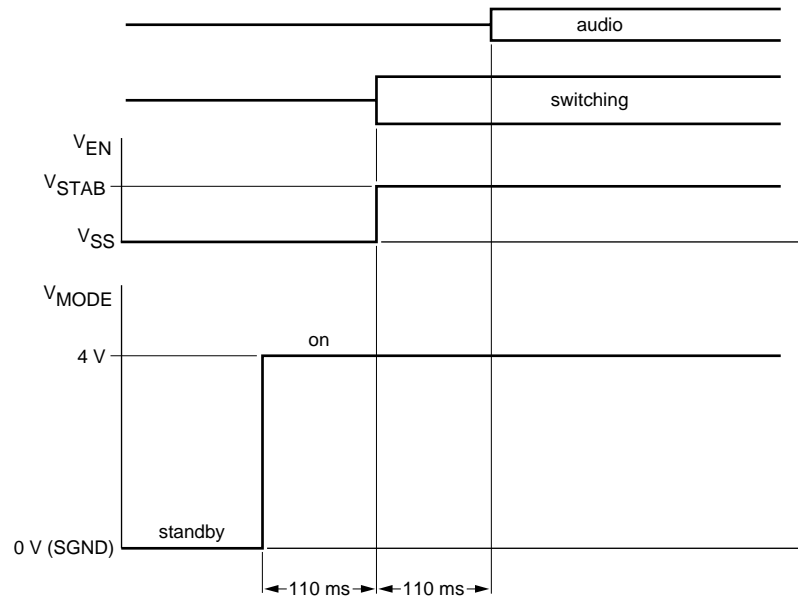 audio
switching
VEN
VSTAB
VSS
VMODE
on
4 V
standby
0 V (SGND)
110 ms 110 ms